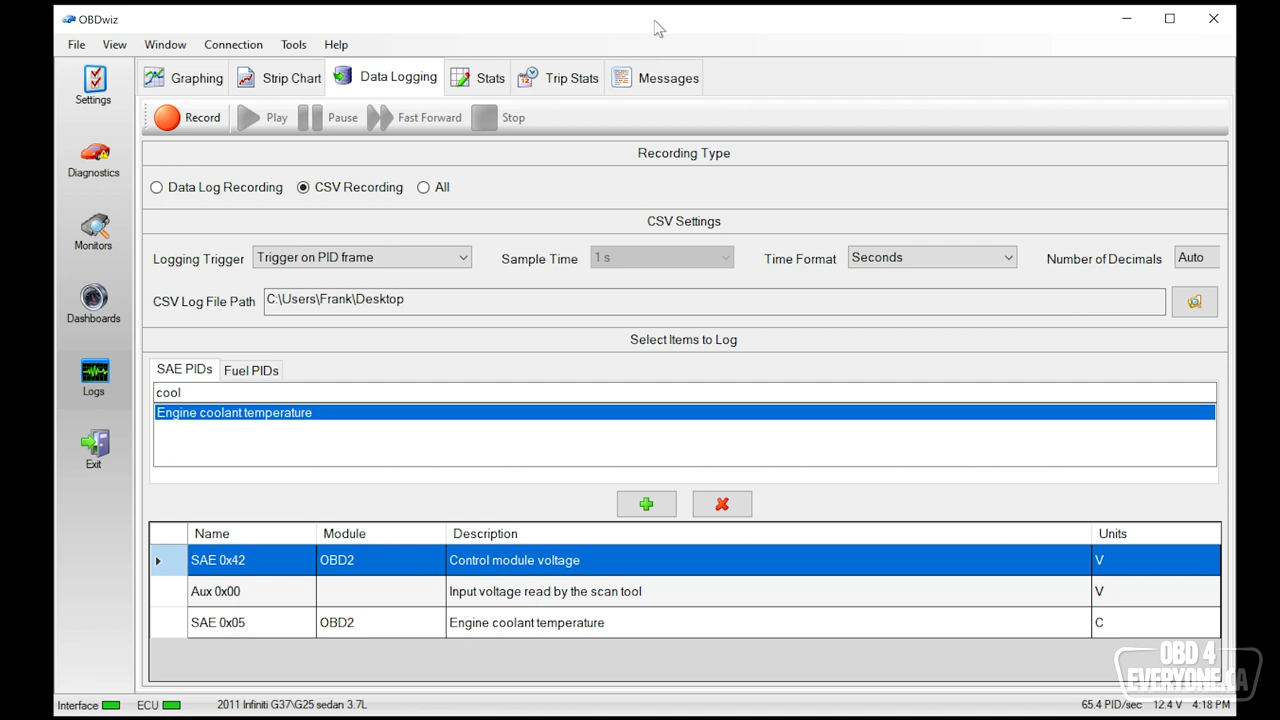 OBDwiz
File View Window Connection Tools Help
Settings
Diagnostics
Monitors
Dashboards
Logs
Exit
Graphing Strip Chart Data Logging Stats Trip Stats Messages
Record Play Pause Fast Forward Stop
Recording Type
Data Log Recording CSV Recording All
CSV Settings
Logging Trigger Trigger on PID frame Sample Time 1 s Time Format Seconds Number of Decimals Auto
CSV Log File Path C:\Users\Frank\Desktop
Select Items to Log
SAE PIDs Fuel PIDs
cool
Engine coolant temperature
Name Module Description Units
SAE 0x42 OBD2 Control module voltage V
Aux 0x00 Input voltage read by the scan tool V
SAE 0x05 OBD2 Engine coolant temperature C
OBD 4
EVERYONE.CA
Interface ECU 2011 Infiniti G37\G25 sedan 3.7L 65.4 PID/sec 12.4 V 4:18 PM